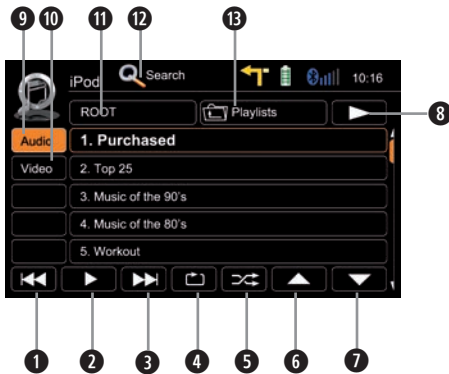 9 10 11 12 13
iPod Search 10:16
ROOT Playlists 8
Audio 1. Purchased
Video 2. Top 25
3. Music of the 90's
4. Music of the 80's
5. Workout
1 2 3 4 5 6 7